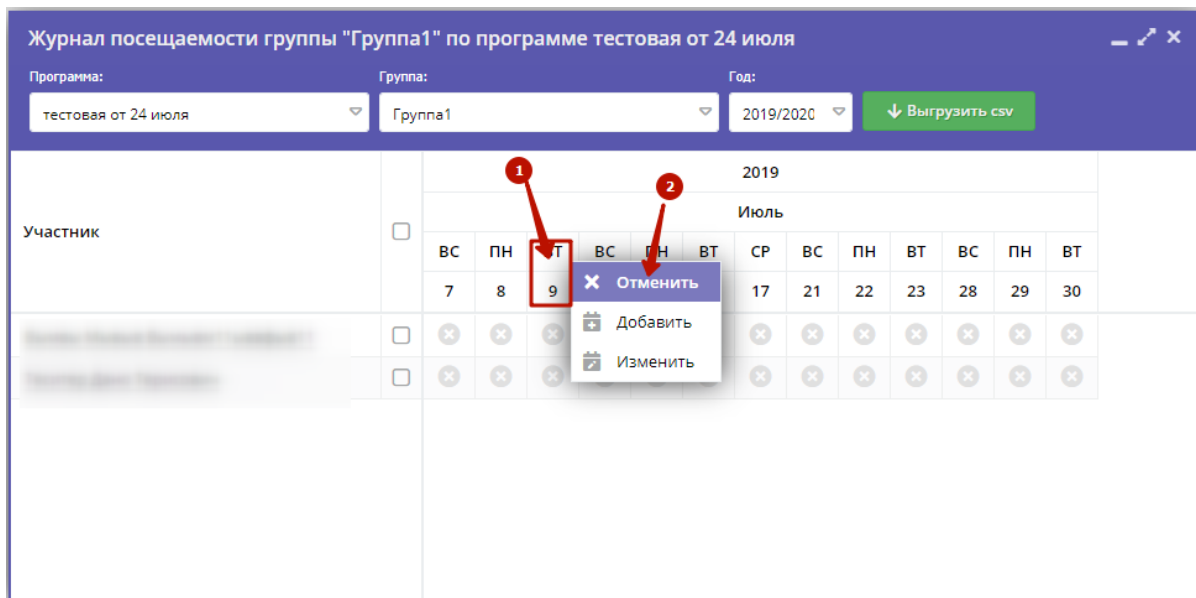 Журнал посещаемости группы "Группа1" по программе тестовая от 24 июля
Программа: Группа: Год:
тестовая от 24 июля Группа1 2019/2020 Выгрузить csv
1
2
2019
Июль
Участник
ВС ПН ВТ ВС ПН ВТ СР ВС ПН ВТ ВС ПН ВТ
7 8 9 17 21 22 23 28 29 30
Отменить
Добавить
Изменить